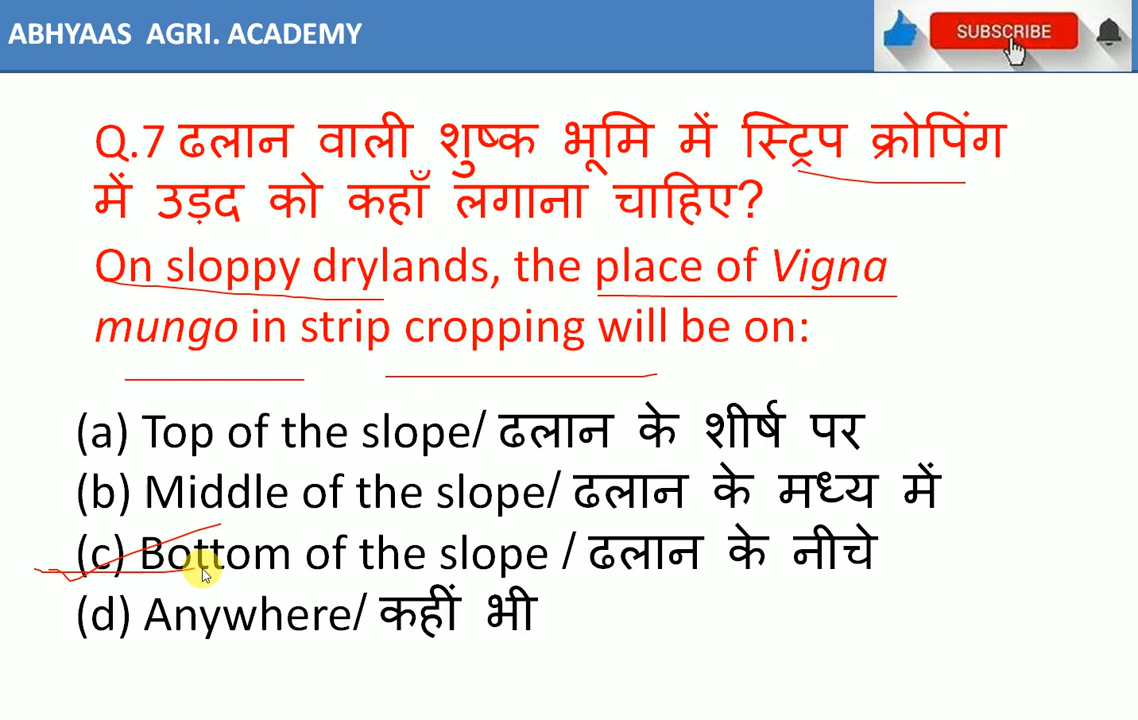 ABHYAAS AGRI. ACADEMY
SUBSCRIBE
Q.7 ढलान वाली शुष्क भूमि में स्ट्रिप क्रोपिंग
में उड़द को कहाँ लगाना चाहिए?
On sloppy drylands, the place of Vigna
mungo in strip cropping will be on:
(a) Top of the slope/ ढलान के शीर्ष पर
(b) Middle of the slope/ ढलान के मध्य में
(c) Bottom of the slope / ढलान के नीचे
(d) Anywhere/ कहीं भी